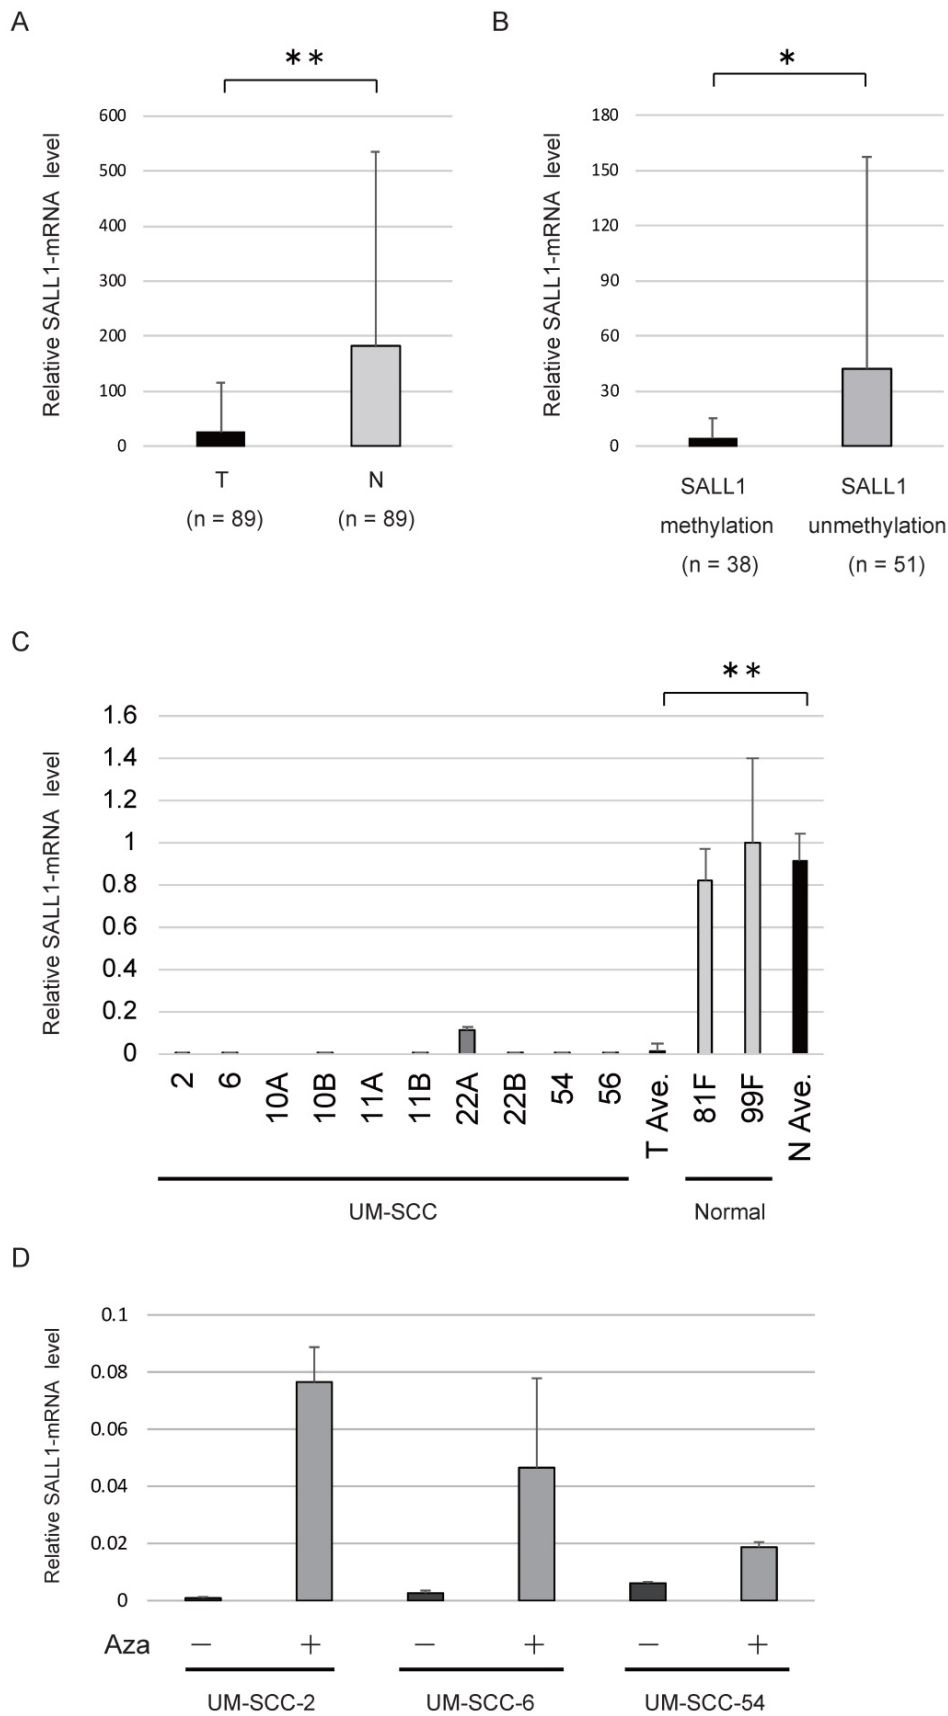 A
**
Relative SALL1-mRNA level
600
500
400
300
200
100
0
T
N
(n = 89)
(n = 89)
B
*
Relative SALL1-mRNA level
180
150
120
90
60
30
0
SALL1
methylation
(n = 38)
SALL1
unmethylation
(n = 51)
C
**
Relative SALL1-mRNA level
1.6
1.4
1.2
1
0.8
0.6
0.4
0.2
0
2
6
10A
10B
11A
11B
22A
22B
54
56
T Ave.
81F
99F
N Ave.
UM-SCC
Normal
D
Relative SALL1-mRNA level
0.1
0.08
0.06
0.04
0.02
0
Aza − + − + − +
UM-SCC-2
UM-SCC-6
UM-SCC-54